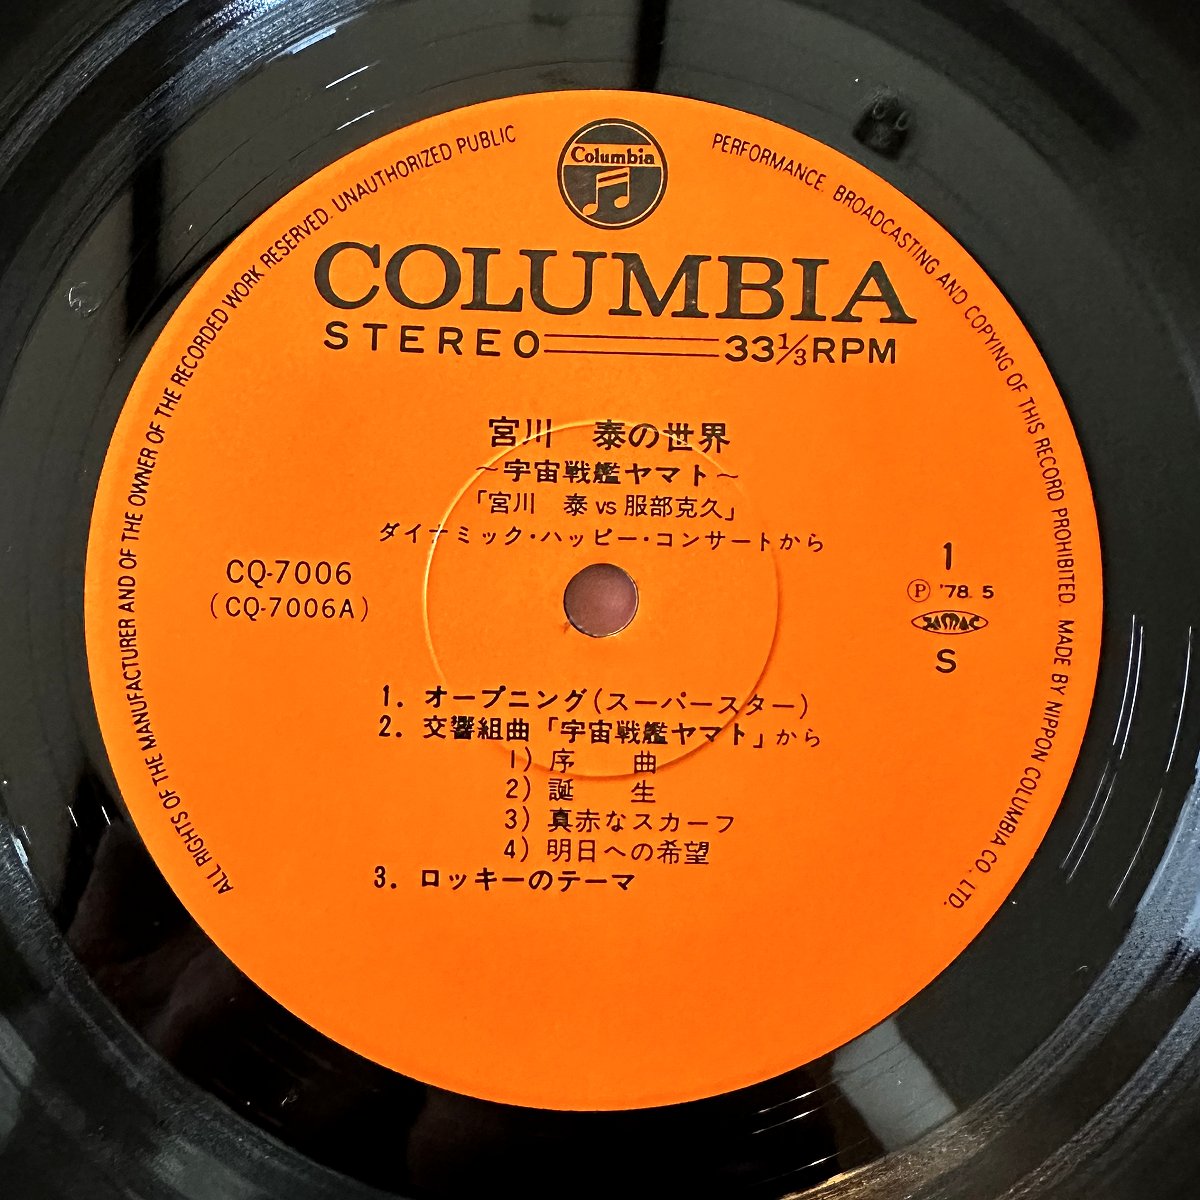 ALL RIGHTS OF THE MANUFACTURER AND OF THE OWNER OF THE RECORDED WORK RESERVED. UNAUTHORIZED PUBLIC PERFORMANCE. BROADCASTING AND COPYING OF THIS RECORD PROHIBITED. MADE BY NIPPON COLUMBIA CO., LTD.
Columbia
COLUMBIA
STEREO 33⅓RPM
宮川 泰の世界
〜宇宙戦艦ヤマト〜
「宮川 泰 vs 服部克久」
ダイナミック・ハッピー・コンサートから
CQ-7006
(CQ-7006A)
1
Ⓟ '78. 5
JASRAC
S
1. オープニング(スーパースター)
2. 交響組曲「宇宙戦艦ヤマト」から
1) 序 曲
2) 誕 生
3) 真赤なスカーフ
4) 明日への希望
3. ロッキーのテーマ